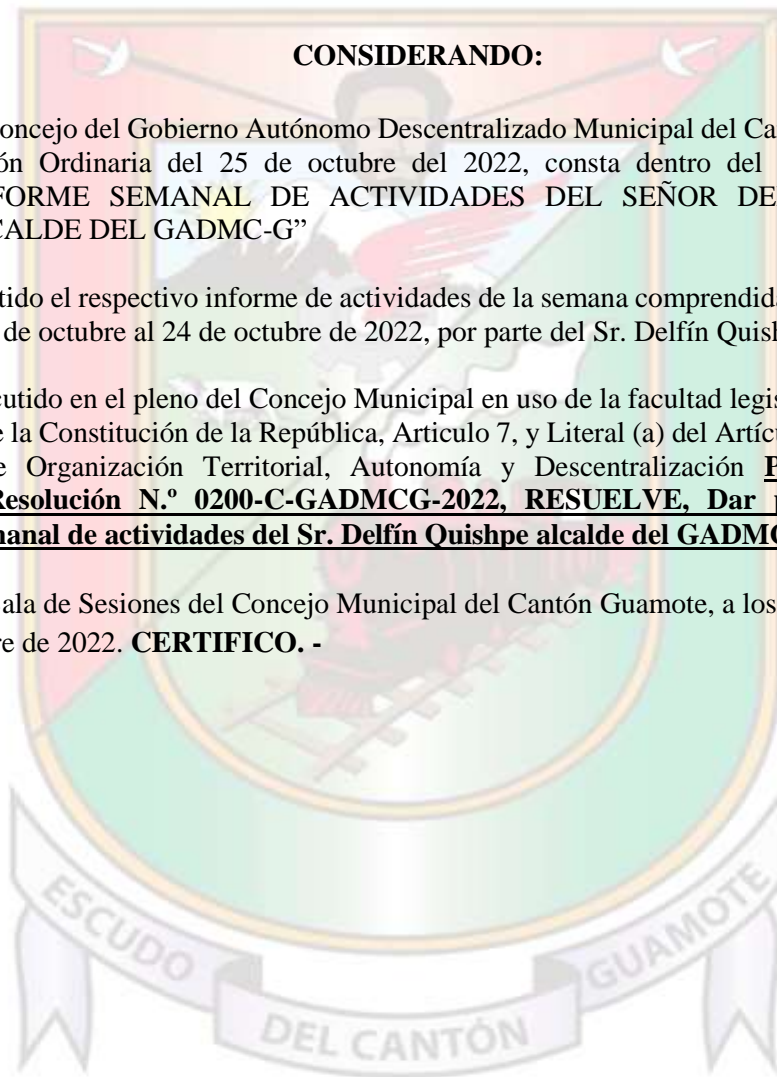 CONSIDERANDO:
oncejo del Gobierno Autónomo Descentralizado Municipal del Ca
ón Ordinaria del 25 de octubre del 2022, consta dentro del
FORME SEMANAL DE ACTIVIDADES DEL SEÑOR DE
CALDE DEL GADMC-G”
tido el respectivo informe de actividades de la semana comprendida
de octubre al 24 de octubre de 2022, por parte del Sr. Delfín Quish
cutido en el pleno del Concejo Municipal en uso de la facultad legis
e la Constitución de la República, Articulo 7, y Literal (a) del Artícu
e Organización Territorial, Autonomía y Descentralización P
Resolución N.º 0200-C-GADMCG-2022, RESUELVE, Dar p
manal de actividades del Sr. Delfín Quishpe alcalde del GADMC
ala de Sesiones del Concejo Municipal del Cantón Guamote, a los
re de 2022. CERTIFICO. -
ESCUDO DEL CANTÓN GUAMOTE